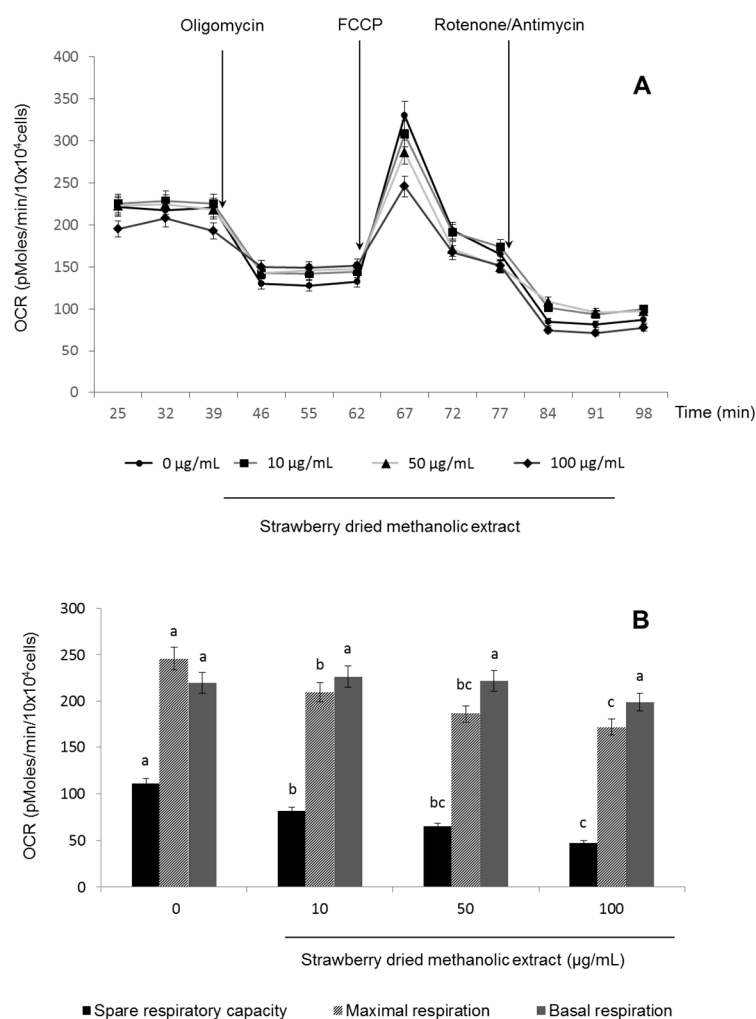 Oligomycin FCCP Rotenone/Antimycin
400
350
300
250
200
150
100
50
0
A
OCR (pMoles/min/10x10⁴cells)
25 32 39 46 55 62 67 72 77 84 91 98 Time (min)
0 µg/mL 10 µg/mL 50 µg/mL 100 µg/mL
Strawberry dried methanolic extract
300
250
200
150
100
50
0
B
OCR (pMoles/min/10x10⁴cells)
a a a b b a bc bc a c c a
0 10 50 100
Strawberry dried methanolic extract (µg/mL)
Spare respiratory capacity Maximal respiration Basal respiration